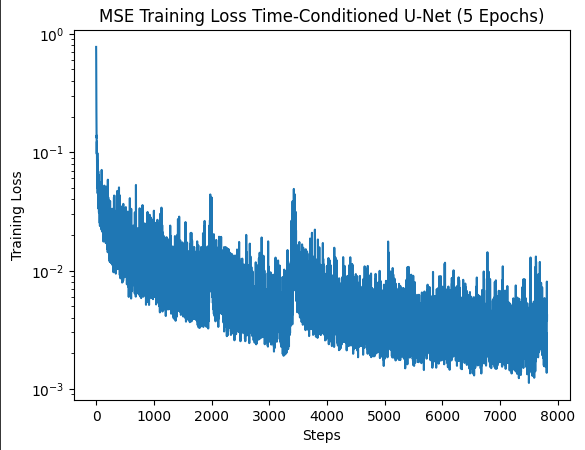 MSE Training Loss Time-Conditioned U-Net (5 Epochs)
10⁰
10⁻¹
10⁻²
10⁻³
Training Loss
0 1000 2000 3000 4000 5000 6000 7000 8000
Steps